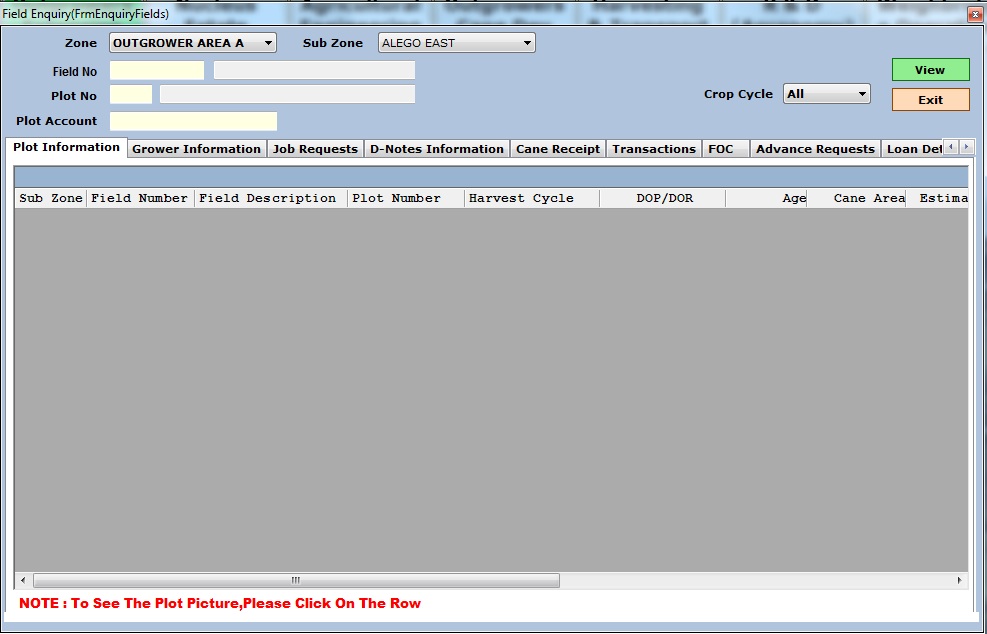 Field Enquiry(FrmEnquiryFields)
Zone OUTGROWER AREA A Sub Zone ALEGO EAST
Field No View
Plot No Crop Cycle All Exit
Plot Account
Plot Information Grower Information Job Requests D-Notes Information Cane Receipt Transactions FOC Advance Requests Loan Det
Sub Zone Field Number Field Description Plot Number Harvest Cycle DOP/DOR Age Cane Area Estima
NOTE : To See The Plot Picture,Please Click On The Row